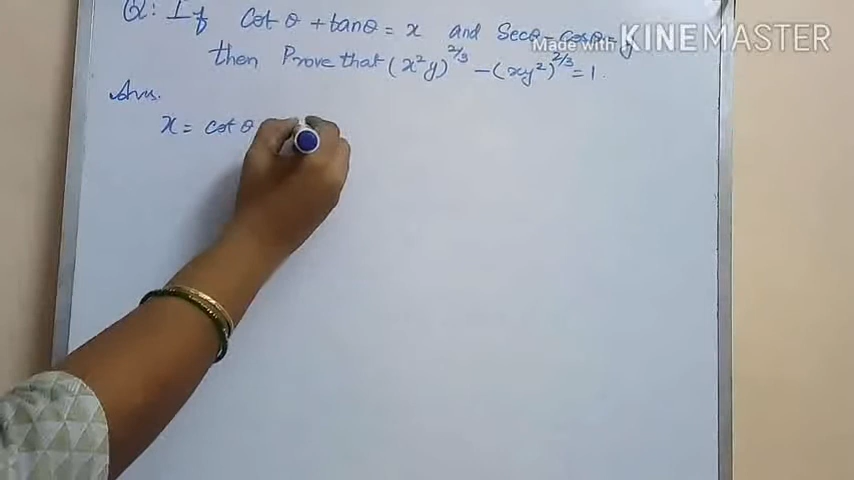 Q: If Cot θ + tanθ = x and Secθ - Cosθ = y
Made with KINEMASTER
then Prove that (x²y)^2/3 - (xy²)^2/3 = 1.
Ans.
x = cot θ